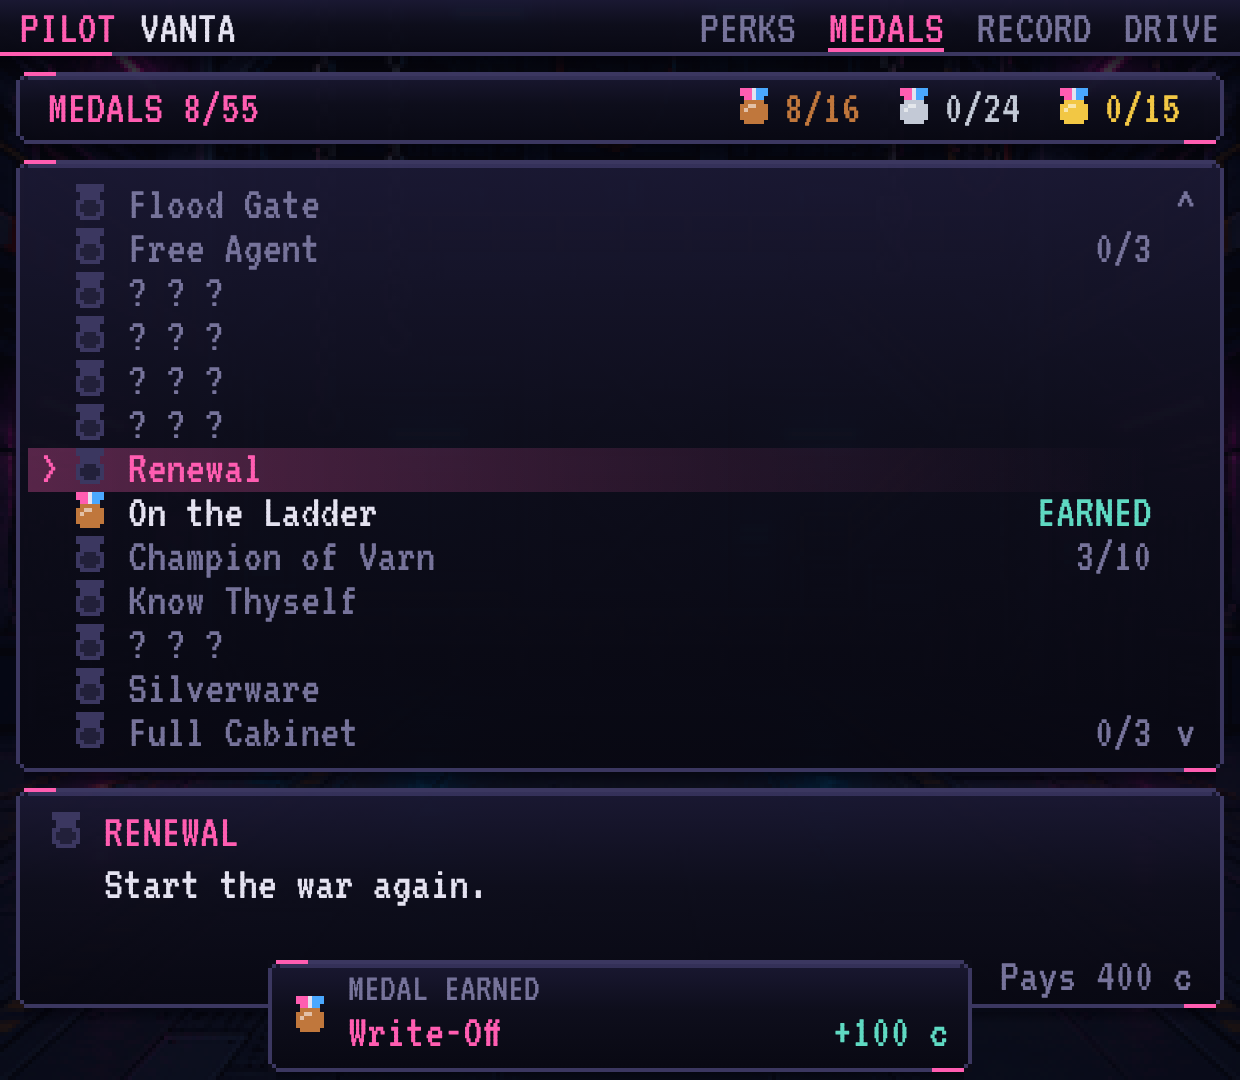 PILOT VANTA PERKS MEDALS RECORD DRIVE
MEDALS 8/55 8/16 0/24 0/15
Flood Gate ^
Free Agent 0/3
? ? ?
? ? ?
? ? ?
? ? ?
> Renewal
On the Ladder EARNED
Champion of Varn 3/10
Know Thyself
? ? ?
Silverware
Full Cabinet 0/3 v
RENEWAL
Start the war again.
Pays 400 c
MEDAL EARNED
Write-Off +100 c